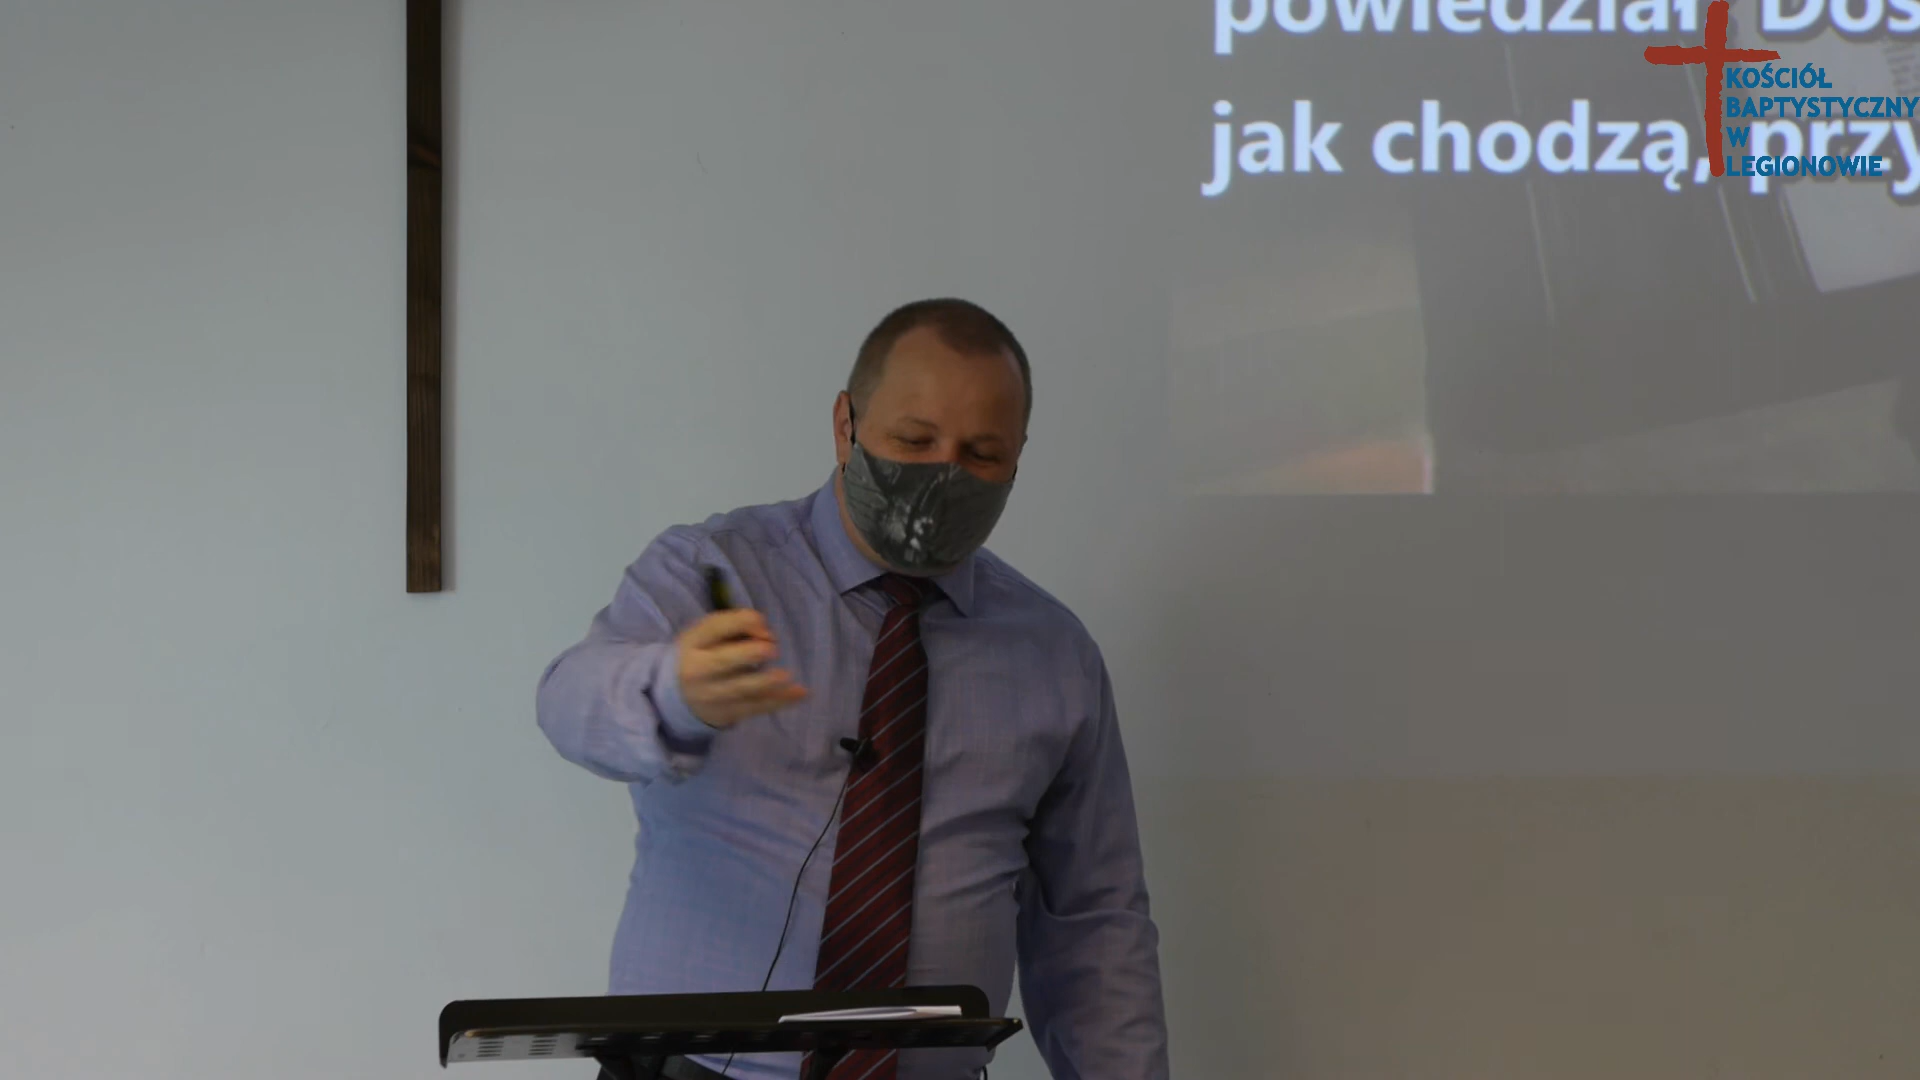 powiedział: Dos
jak chodzą, przy
KOŚCIÓŁ
BAPTYSTYCZNY
W
LEGIONOWIE